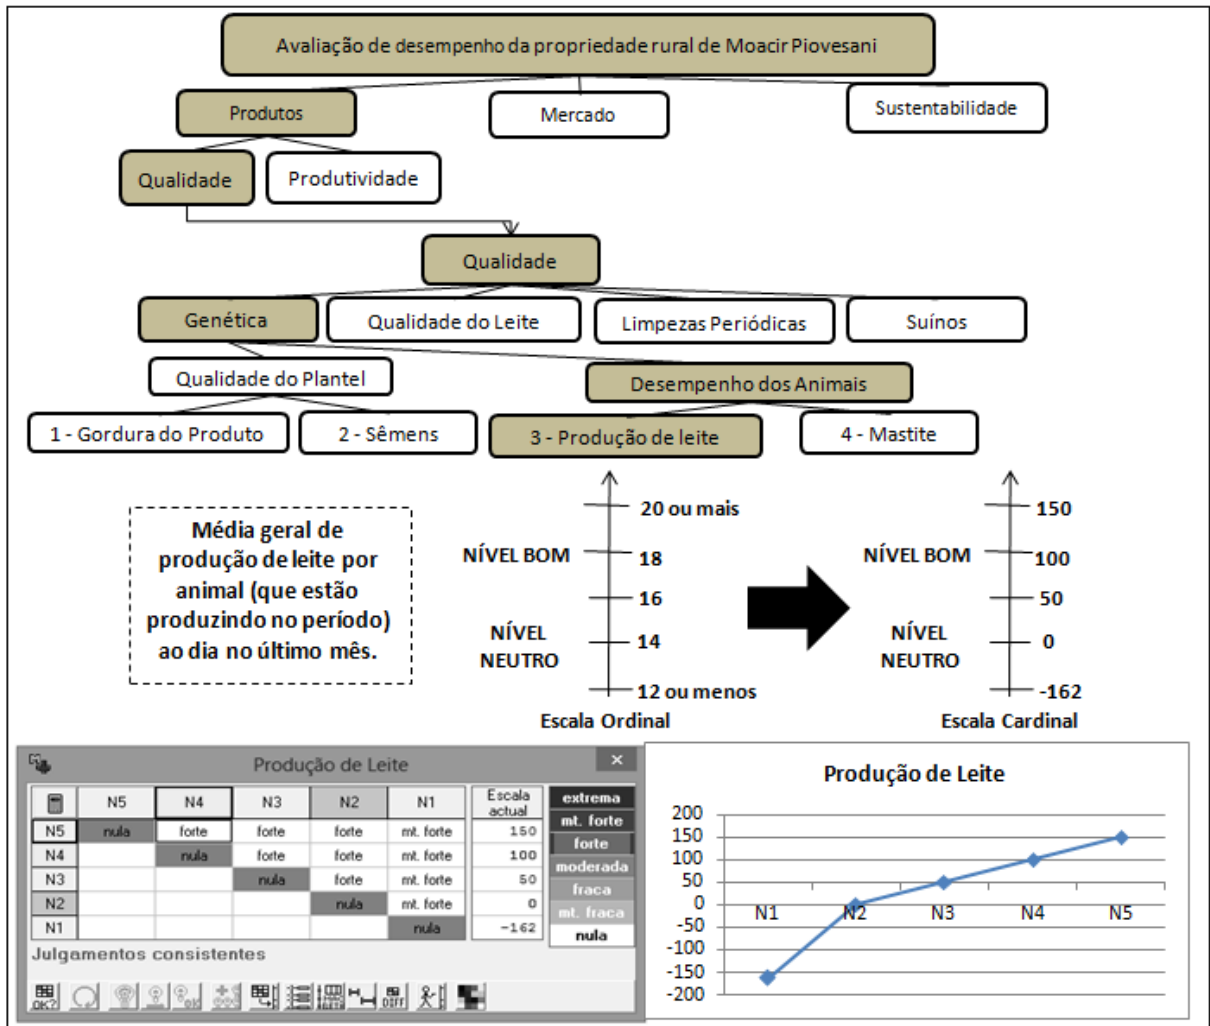 Avaliação de desempenho da propriedade rural de Moacir Piovesani
Produtos
Mercado
Sustentabilidade
Qualidade
Produtividade
Qualidade
Genética
Qualidade do Leite
Limpezas Periódicas
Suínos
Qualidade do Plantel
Desempenho dos Animais
1 - Gordura do Produto
2 - Sêmens
3 - Produção de leite
4 - Mastite
Média geral de
produção de leite por
animal (que estão
produzindo no período)
ao dia no último mês.
20 ou mais
NÍVEL BOM
18
16
NÍVEL
NEUTRO
14
12 ou menos
Escala Ordinal
150
NÍVEL BOM
100
50
NÍVEL
NEUTRO
0
-162
Escala Cardinal
Produção de Leite
×
N5 N4 N3 N2 N1 Escala actual
N5 nula forte forte forte mt. forte 150
N4 nula forte forte mt. forte 100
N3 nula forte mt. forte 50
N2 nula mt. forte 0
N1 nula -162
extrema
mt. forte
forte
moderada
fraca
mt. fraca
nula
Julgamentos consistentes
OK?
OK
DIFF
Produção de Leite
200
150
100
50
0
-50
-100
-150
-200
N1 N2 N3 N4 N5